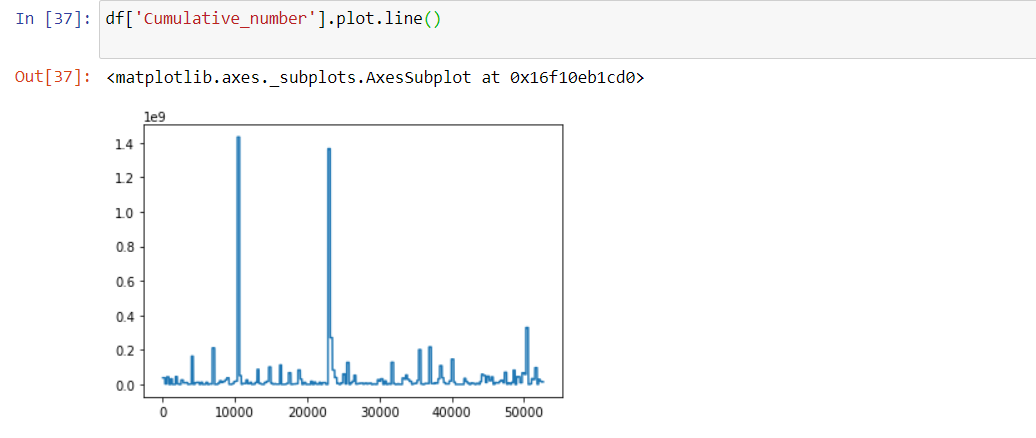 In [37]: df['Cumulative_number'].plot.line()
Out[37]: <matplotlib.axes._subplots.AxesSubplot at 0x16f10eb1cd0>
1e9
1.4
1.2
1.0
0.8
0.6
0.4
0.2
0.0
0 10000 20000 30000 40000 50000